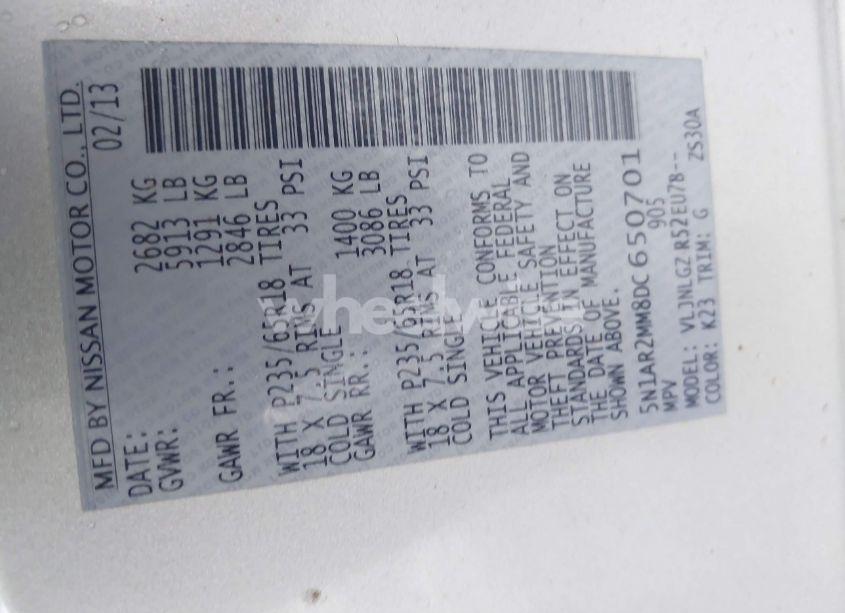 MFD BY NISSAN MOTOR CO., LTD.
DATE: 02/13
GVWR: 2682 KG
5913 LB
GAWR FR.: 1291 KG
2846 LB
WITH P235/65R18 TIRES
18 X 7.5 RIMS AT 33 PSI
COLD SINGLE
GAWR RR.: 1400 KG
3086 LB
WITH P235/65R18 TIRES
18 X 7.5 RIMS AT 33 PSI
COLD SINGLE
THIS VEHICLE CONFORMS TO
ALL APPLICABLE FEDERAL
MOTOR VEHICLE SAFETY AND
THEFT PREVENTION
STANDARDS IN EFFECT ON
THE DATE OF MANUFACTURE
SHOWN ABOVE.
5N1AR2MM8DC650701
MPV 905
MODEL: VLJNLGZ R52EU78--
COLOR: K23 TRIM: G ZS30A